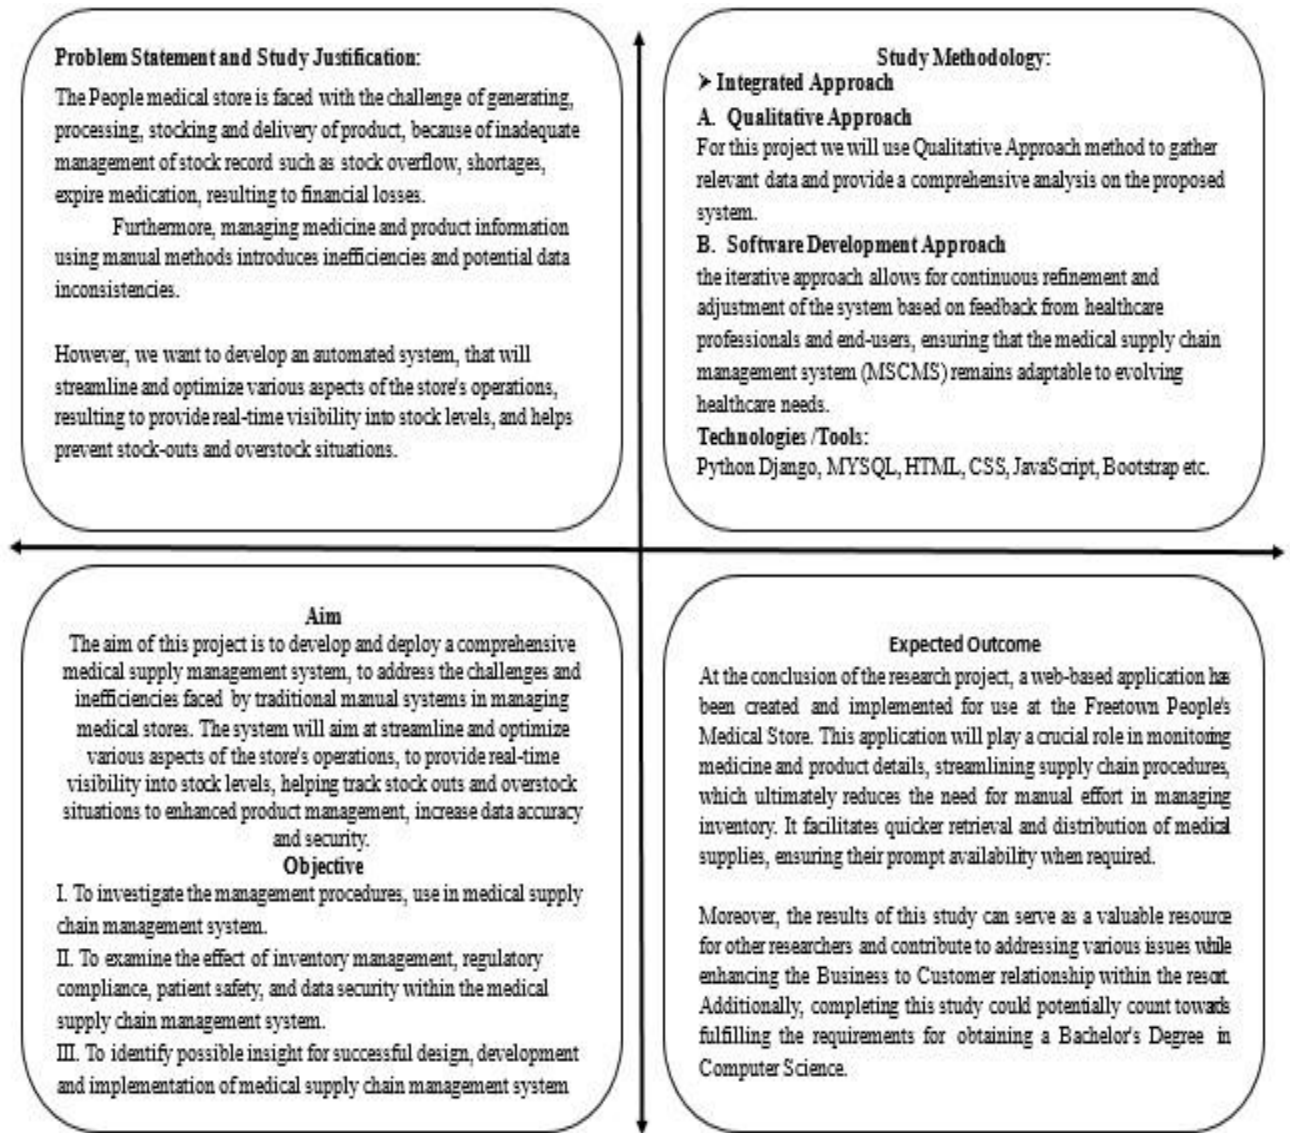 Problem Statement and Study Justification:
The People medical store is faced with the challenge of generating,
processing, stocking and delivery of product, because of inadequate
management of stock record such as stock overflow, shortages,
expire medication, resulting to financial losses.
Furthermore, managing medicine and product information
using manual methods introduces inefficiencies and potential data
inconsistencies.
However, we want to develop an automated system, that will
streamline and optimize various aspects of the store's operations,
resulting to provide real-time visibility into stock levels, and helps
prevent stock-outs and overstock situations.
Study Methodology:
➤ Integrated Approach
A. Qualitative Approach
For this project we will use Qualitative Approach method to gather
relevant data and provide a comprehensive analysis on the proposed
system.
B. Software Development Approach
the iterative approach allows for continuous refinement and
adjustment of the system based on feedback from healthcare
professionals and end-users, ensuring that the medical supply chain
management system (MSCMS) remains adaptable to evolving
healthcare needs.
Technologies /Tools:
Python Django, MYSQL, HTML, CSS, JavaScript, Bootstrap etc.
Aim
The aim of this project is to develop and deploy a comprehensive
medical supply management system, to address the challenges and
inefficiencies faced by traditional manual systems in managing
medical stores. The system will aim at streamline and optimize
various aspects of the store's operations, to provide real-time
visibility into stock levels, helping track stock outs and overstock
situations to enhanced product management, increase data accuracy
and security.
Objective
I. To investigate the management procedures, use in medical supply
chain management system.
II. To examine the effect of inventory management, regulatory
compliance, patient safety, and data security within the medical
supply chain management system.
III. To identify possible insight for successful design, development
and implementation of medical supply chain management system
Expected Outcome
At the conclusion of the research project, a web-based application has
been created and implemented for use at the Freetown People's
Medical Store. This application will play a crucial role in monitoring
medicine and product details, streamlining supply chain procedures,
which ultimately reduces the need for manual effort in managing
inventory. It facilitates quicker retrieval and distribution of medical
supplies, ensuring their prompt availability when required.
Moreover, the results of this study can serve as a valuable resource
for other researchers and contribute to addressing various issues while
enhancing the Business to Customer relationship within the resort.
Additionally, completing this study could potentially count towards
fulfilling the requirements for obtaining a Bachelor's Degree in
Computer Science.